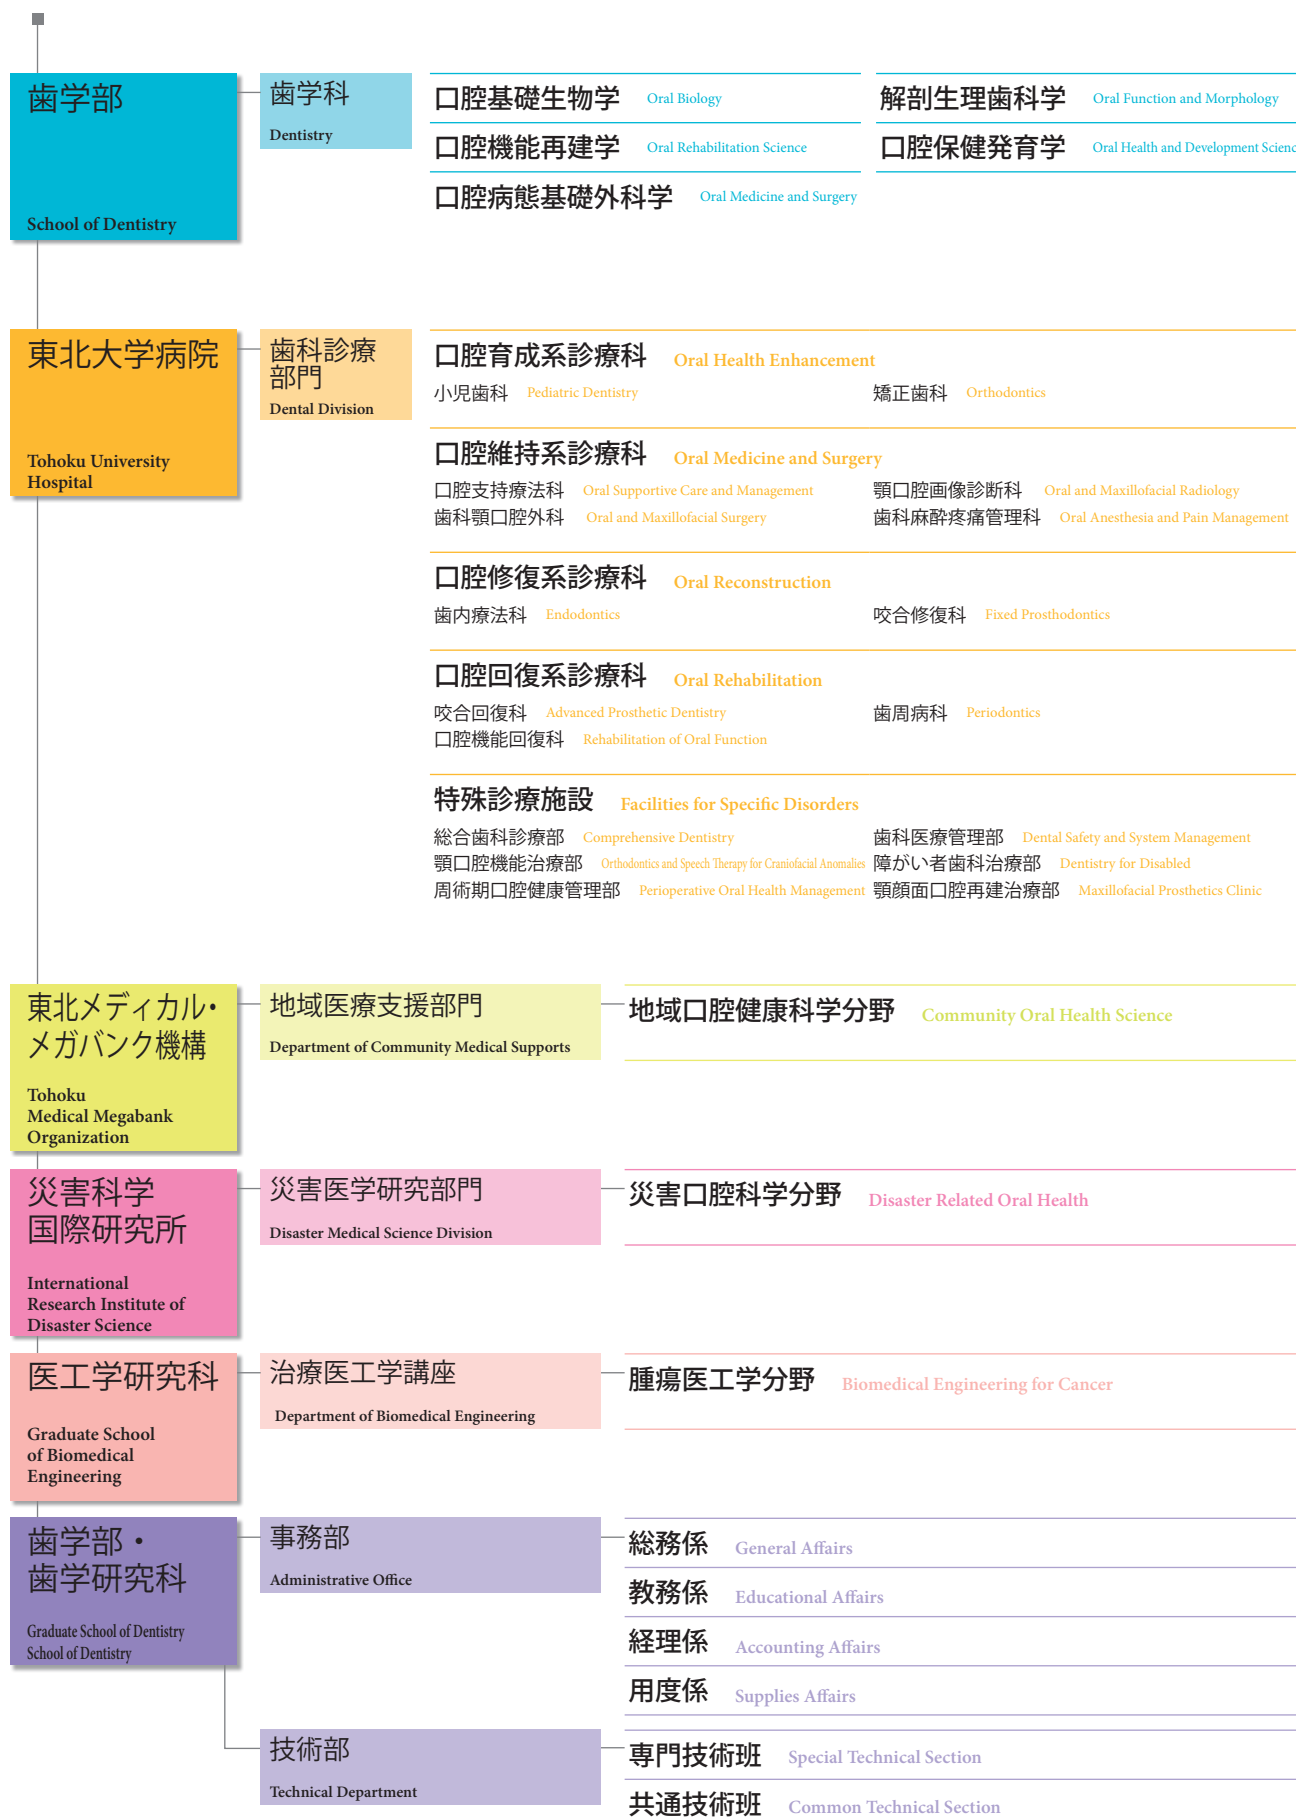 歯学部
School of Dentistry
歯学科
Dentistry
口腔基礎生物学 Oral Biology
解剖生理歯科学 Oral Function and Morphology
口腔機能再建学 Oral Rehabilitation Science
口腔保健発育学 Oral Health and Development Scienc
口腔病態基礎外科学 Oral Medicine and Surgery
東北大学病院
Tohoku University
Hospital
歯科診療
部門
Dental Division
口腔育成系診療科 Oral Health Enhancement
小児歯科 Pediatric Dentistry
矯正歯科 Orthodontics
口腔維持系診療科 Oral Medicine and Surgery
口腔支持療法科 Oral Supportive Care and Management
顎口腔画像診断科 Oral and Maxillofacial Radiology
歯科顎口腔外科 Oral and Maxillofacial Surgery
歯科麻酔疼痛管理科 Oral Anesthesia and Pain Management
口腔修復系診療科 Oral Reconstruction
歯内療法科 Endodontics
咬合修復科 Fixed Prosthodontics
口腔回復系診療科 Oral Rehabilitation
咬合回復科 Advanced Prosthetic Dentistry
歯周病科 Periodontics
口腔機能回復科 Rehabilitation of Oral Function
特殊診療施設 Facilities for Specific Disorders
総合歯科診療部 Comprehensive Dentistry
歯科医療管理部 Dental Safety and System Management
顎口腔機能治療部 Orthodontics and Speech Therapy for Craniofacial Anomalies
障がい者歯科治療部 Dentistry for Disabled
周術期口腔健康管理部 Perioperative Oral Health Management
顎顔面口腔再建治療部 Maxillofacial Prosthetics Clinic
東北メディカル・
メガバンク機構
Tohoku
Medical Megabank
Organization
地域医療支援部門
Department of Community Medical Supports
地域口腔健康科学分野 Community Oral Health Science
災害科学
国際研究所
International
Research Institute of
Disaster Science
災害医学研究部門
Disaster Medical Science Division
災害口腔科学分野 Disaster Related Oral Health
医工学研究科
Graduate School
of Biomedical
Engineering
治療医工学講座
Department of Biomedical Engineering
腫瘍医工学分野 Biomedical Engineering for Cancer
歯学部・
歯学研究科
Graduate School of Dentistry
School of Dentistry
事務部
Administrative Office
総務係 General Affairs
教務係 Educational Affairs
経理係 Accounting Affairs
用度係 Supplies Affairs
技術部
Technical Department
専門技術班 Special Technical Section
共通技術班 Common Technical Section